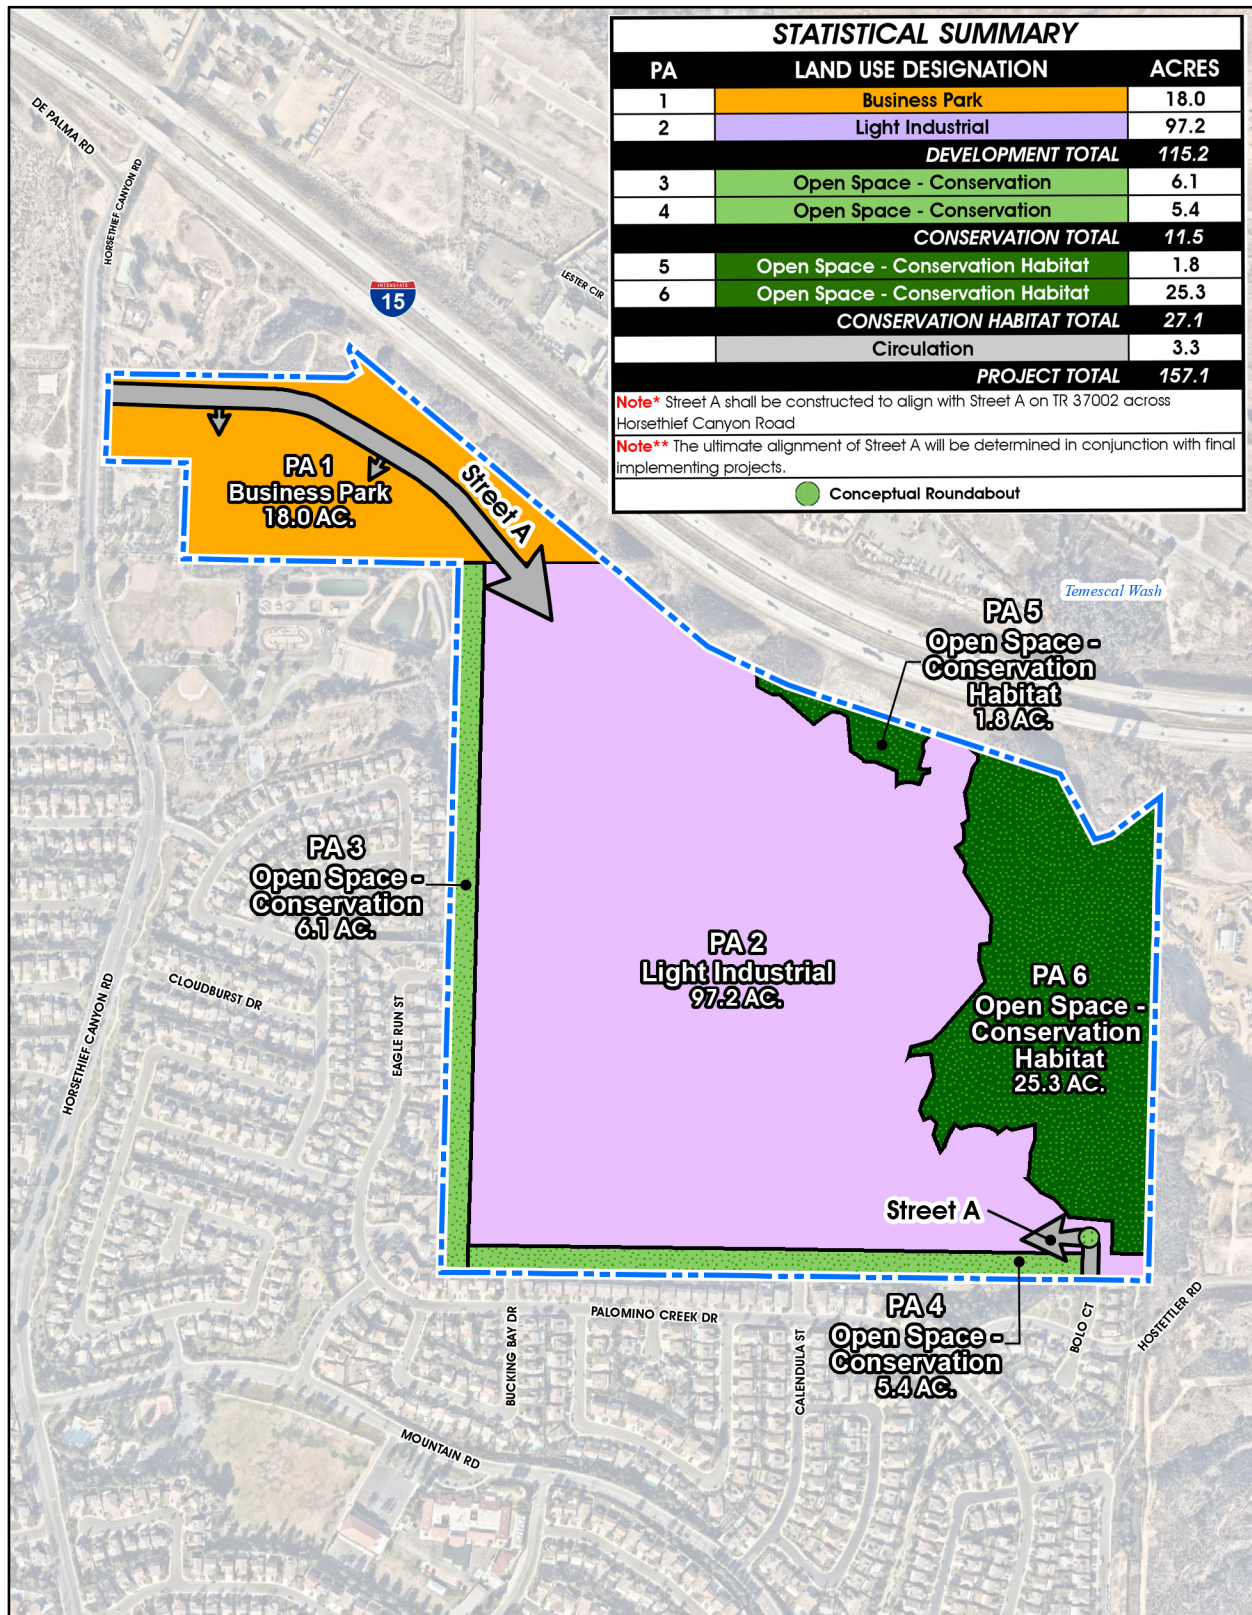 STATISTICAL SUMMARY
PA LAND USE DESIGNATION ACRES
1 Business Park 18.0
2 Light Industrial 97.2
DEVELOPMENT TOTAL 115.2
3 Open Space - Conservation 6.1
4 Open Space - Conservation 5.4
CONSERVATION TOTAL 11.5
5 Open Space - Conservation Habitat 1.8
6 Open Space - Conservation Habitat 25.3
CONSERVATION HABITAT TOTAL 27.1
Circulation 3.3
PROJECT TOTAL 157.1
Note* Street A shall be constructed to align with Street A on TR 37002 across
Horsethief Canyon Road
Note** The ultimate alignment of Street A will be determined in conjunction with final
implementing projects.
Conceptual Roundabout
DE PALMA RD
HORSETHIEF CANYON RD
LESTER CIR
INTERSTATE
15
PA 1
Business Park
18.0 AC.
Street A
Temescal Wash
PA 5
Open Space -
Conservation
Habitat
1.8 AC.
PA 3
Open Space -
Conservation
6.1 AC.
PA 2
Light Industrial
97.2 AC.
PA 6
Open Space -
Conservation
Habitat
25.3 AC.
CLOUDBURST DR
EAGLE RUN ST
HORSETHIEF CANYON RD
Street A
PA 4
Open Space -
Conservation
5.4 AC.
PALOMINO CREEK DR
BUCKING BAY DR
CALENDULA ST
BOLO CT
HOSTETTLER RD
MOUNTAIN RD